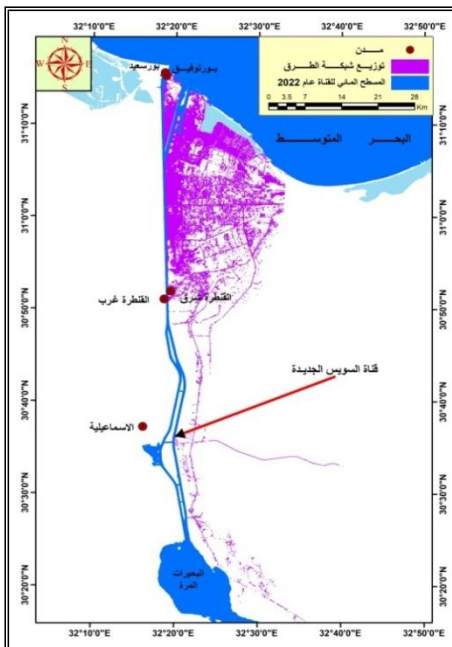 32°10'0"E 32°20'0"E 32°30'0"E 32°40'0"E 32°50'0"E
N
W E
S
مدن
توزيع شبكة الطرق
المسطح المائي للقناة عام 2022
0 3.5 7 14 21 28
Km
بورتوفيق
بورسعيد
البحر المتوسط
31°10'0"N
31°0'0"N
القنطرة شرق
القنطرة غرب
30°50'0"N
قناة السويس الجديدة
30°40'0"N
الاسماعيلية
30°30'0"N
البحيرات
المرة
30°20'0"N
32°10'0"E 32°20'0"E 32°30'0"E 32°40'0"E 32°50'0"E